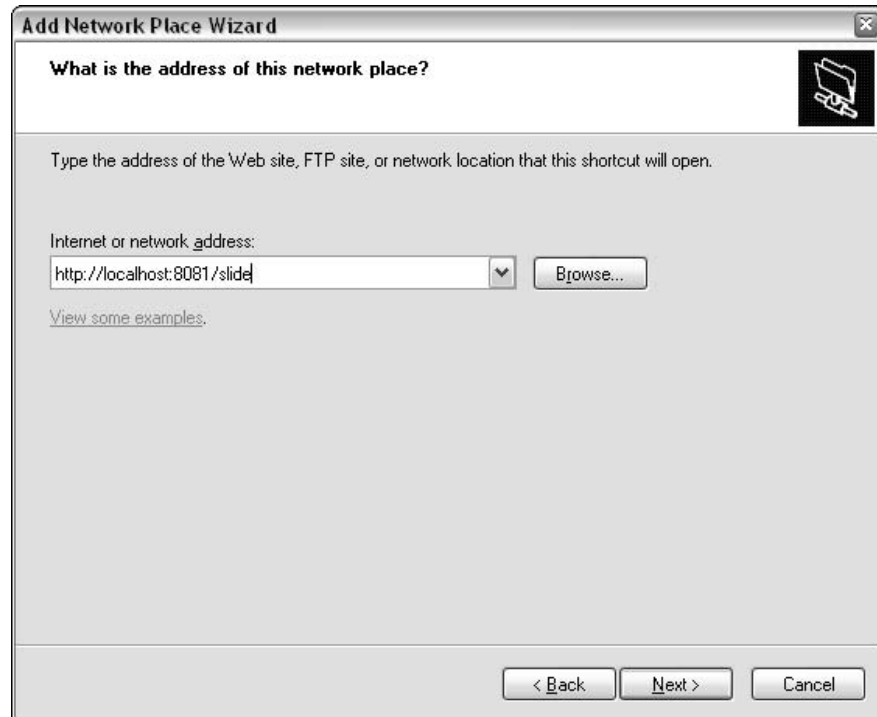 Add Network Place Wizard
What is the address of this network place?
Type the address of the Web site, FTP site, or network location that this shortcut will open.
Internet or network address:
http://localhost:8081/slide
Browse...
View some examples.
< Back
Next >
Cancel